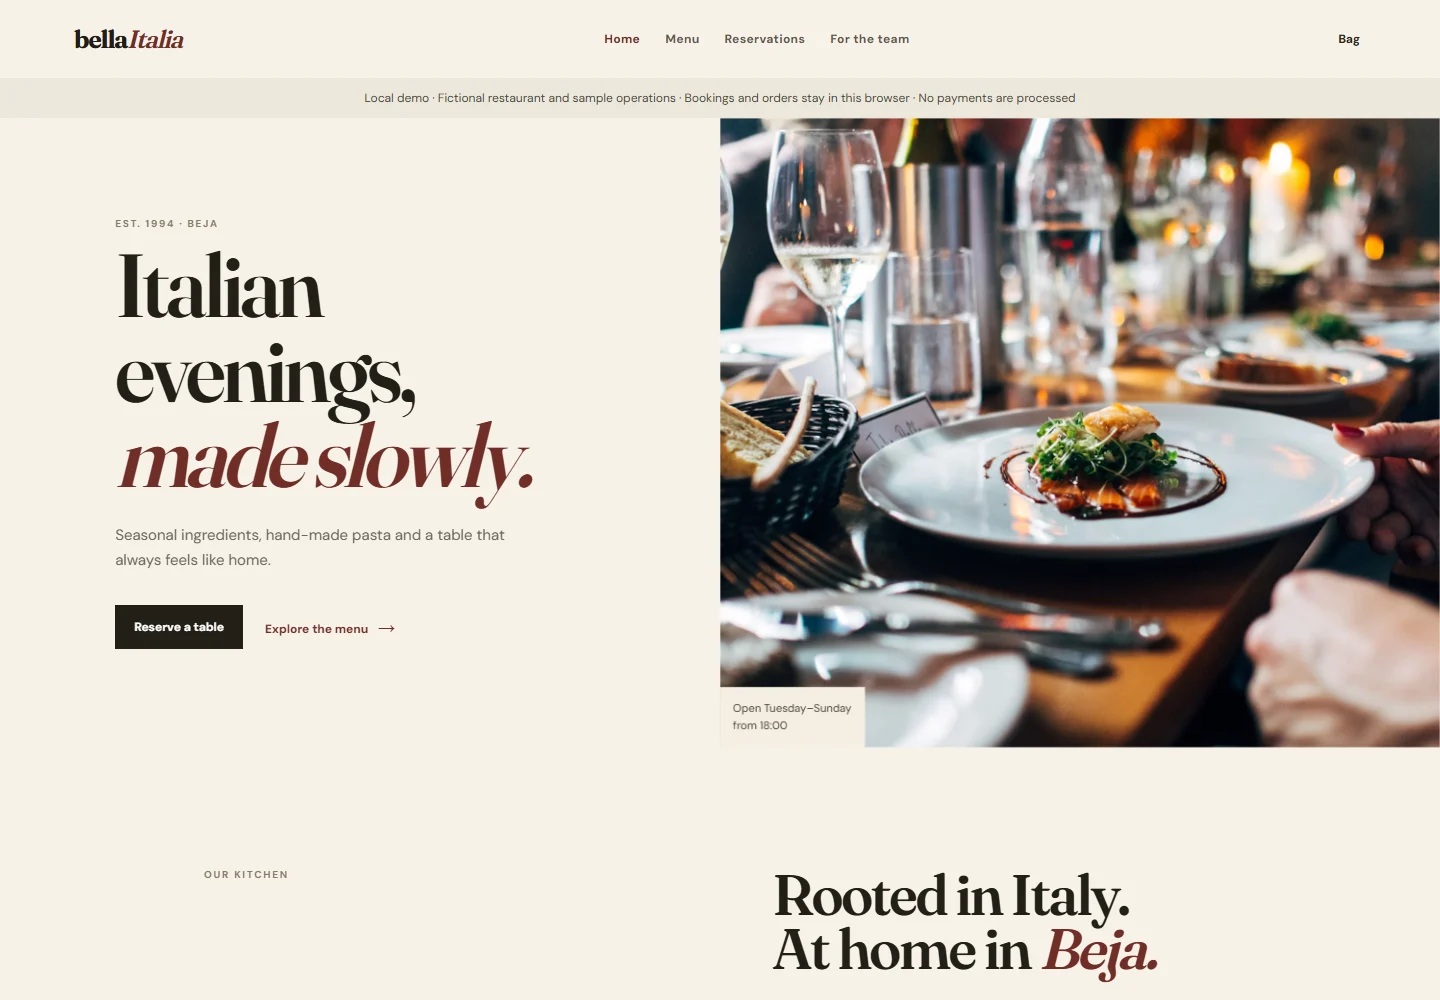 bellaItalia
Home Menu Reservations For the team
Bag
Local demo · Fictional restaurant and sample operations · Bookings and orders stay in this browser · No payments are processed
EST. 1994 · BEJA
Italian
evenings,
made slowly.
Seasonal ingredients, hand-made pasta and a table that
always feels like home.
Reserve a table
Explore the menu →
Open Tuesday–Sunday
from 18:00
OUR KITCHEN
Rooted in Italy.
At home in Beja.